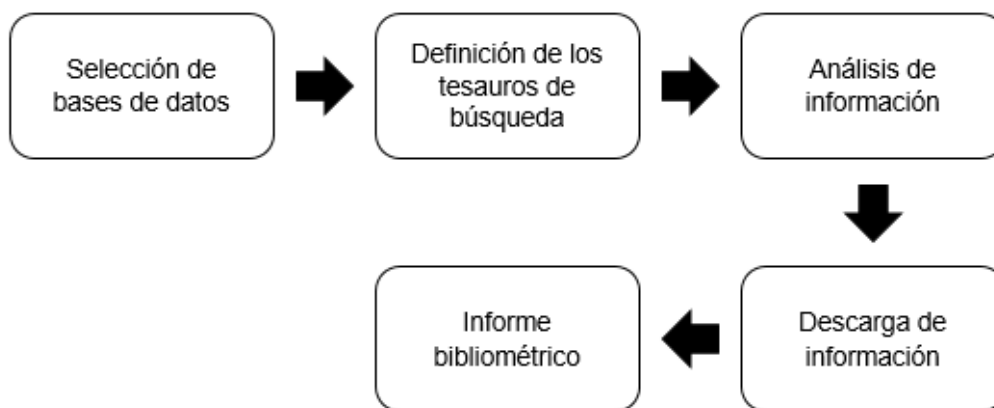 Selección de
bases de datos
Definición de los
tesauros de
búsqueda
Análisis de
información
Descarga de
información
Informe
bibliométrico